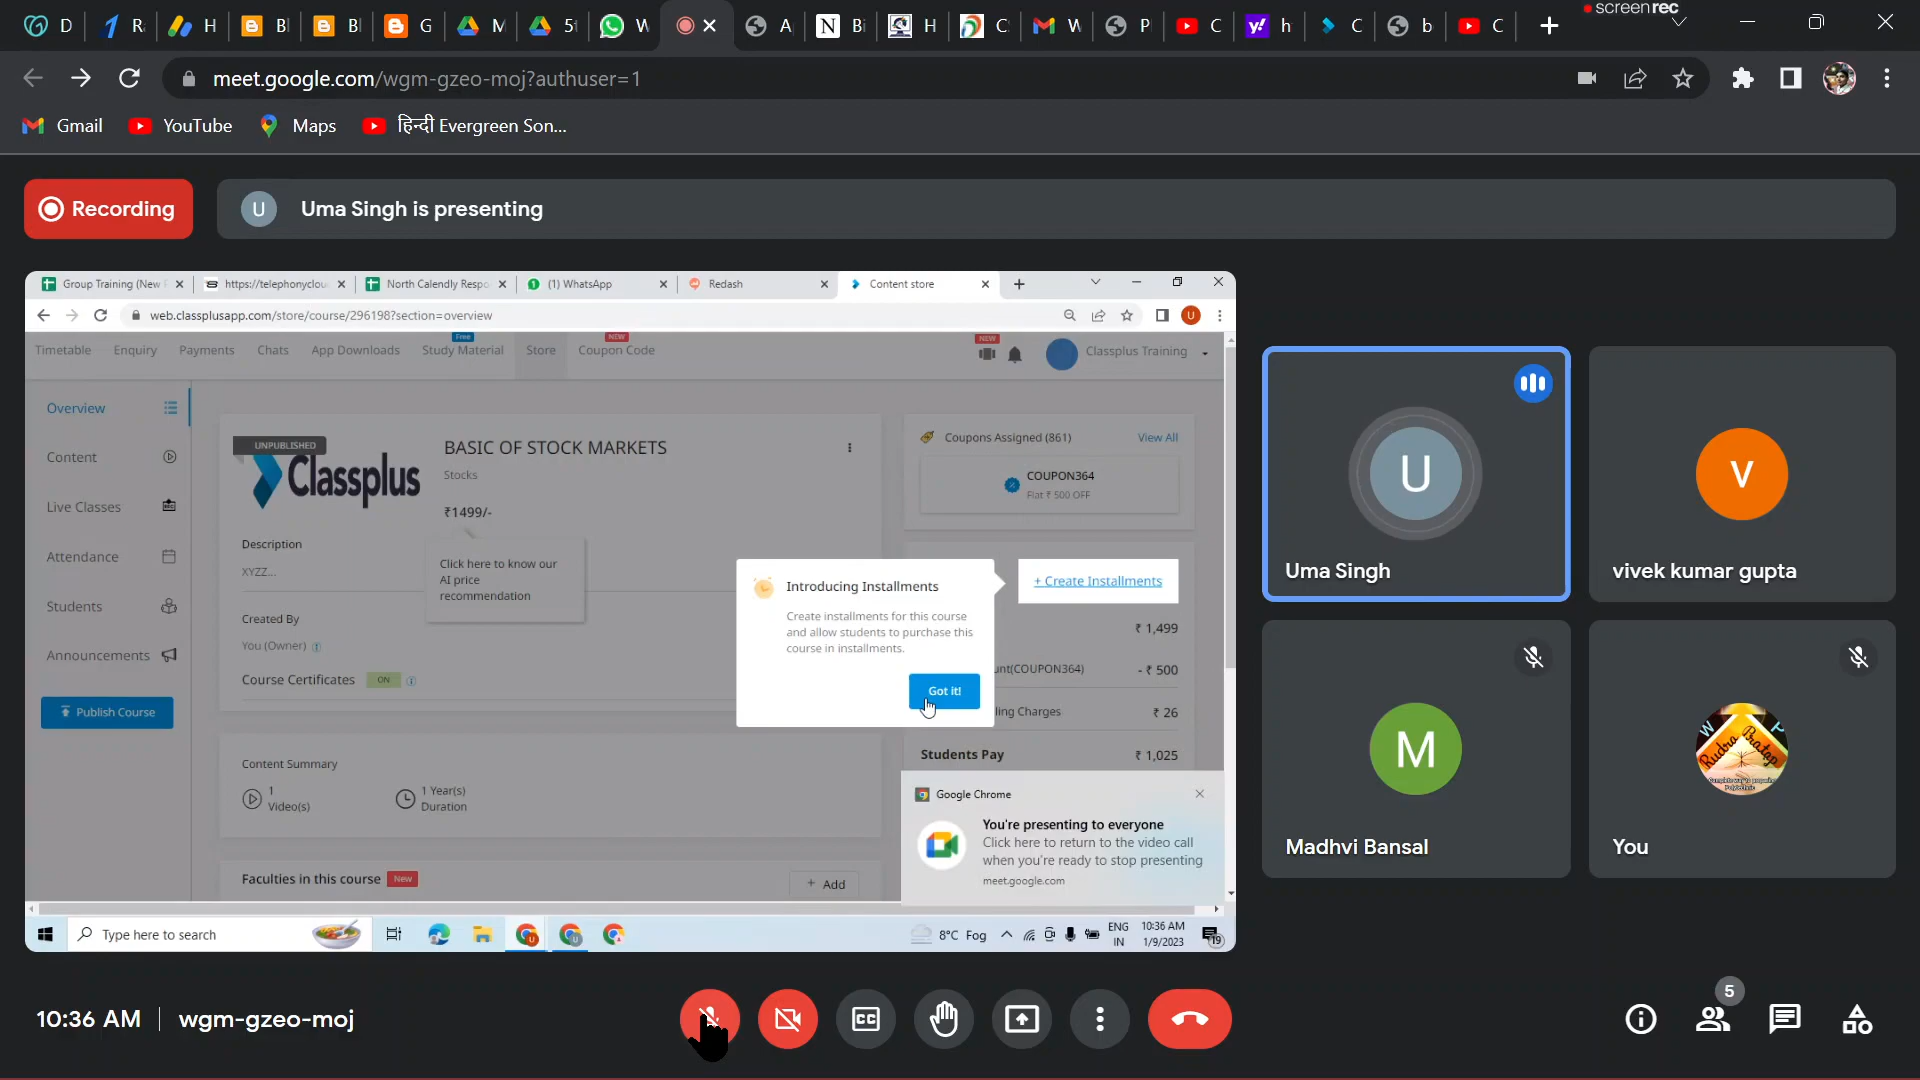 screenrec
D
R
H
Bl
Bl
G
M
5t
W
A
Bi
H
C
W
P
C
h
C
b
C
meet.google.com/wgm-gzeo-moj?authuser=1
Gmail
YouTube
Maps
हिन्दी Evergreen Son...
Recording
U
Uma Singh is presenting
Group Training (New
https://telephonyclou
North Calendly Respo
(1) WhatsApp
Redash
Content store
web.classplusapp.com/store/course/296198?section=overview
U
Free
NEW
NEW
Timetable
Enquiry
Payments
Chats
App Downloads
Study Material
Store
Coupon Code
Classplus Training
Overview
Content
Live Classes
Attendance
Students
Announcements
Publish Course
UNPUBLISHED
Classplus
BASIC OF STOCK MARKETS
Stocks
₹1499/-
Description
XYZZ...
Click here to know our
AI price
recommendation
Created By
You (Owner)
Course Certificates
ON
Content Summary
1
Video(s)
1 Year(s)
Duration
Faculties in this course
New
+ Add
Coupons Assigned (861)
View All
COUPON364
Flat ₹ 500 OFF
Introducing Installments
Create installments for this course
and allow students to purchase this
course in installments.
Got it!
+ Create Installments
₹ 1,499
unt(COUPON364)
- ₹ 500
ling Charges
₹ 26
Students Pay
₹ 1,025
Google Chrome
You're presenting to everyone
Click here to return to the video call
when you're ready to stop presenting
meet.google.com
Type here to search
8°C Fog
ENG
IN
10:36 AM
1/9/2023
19
U
Uma Singh
V
vivek kumar gupta
M
Madhvi Bansal
W
P
Rudra Pratap
You
10:36 AM
wgm-gzeo-moj
CC
5